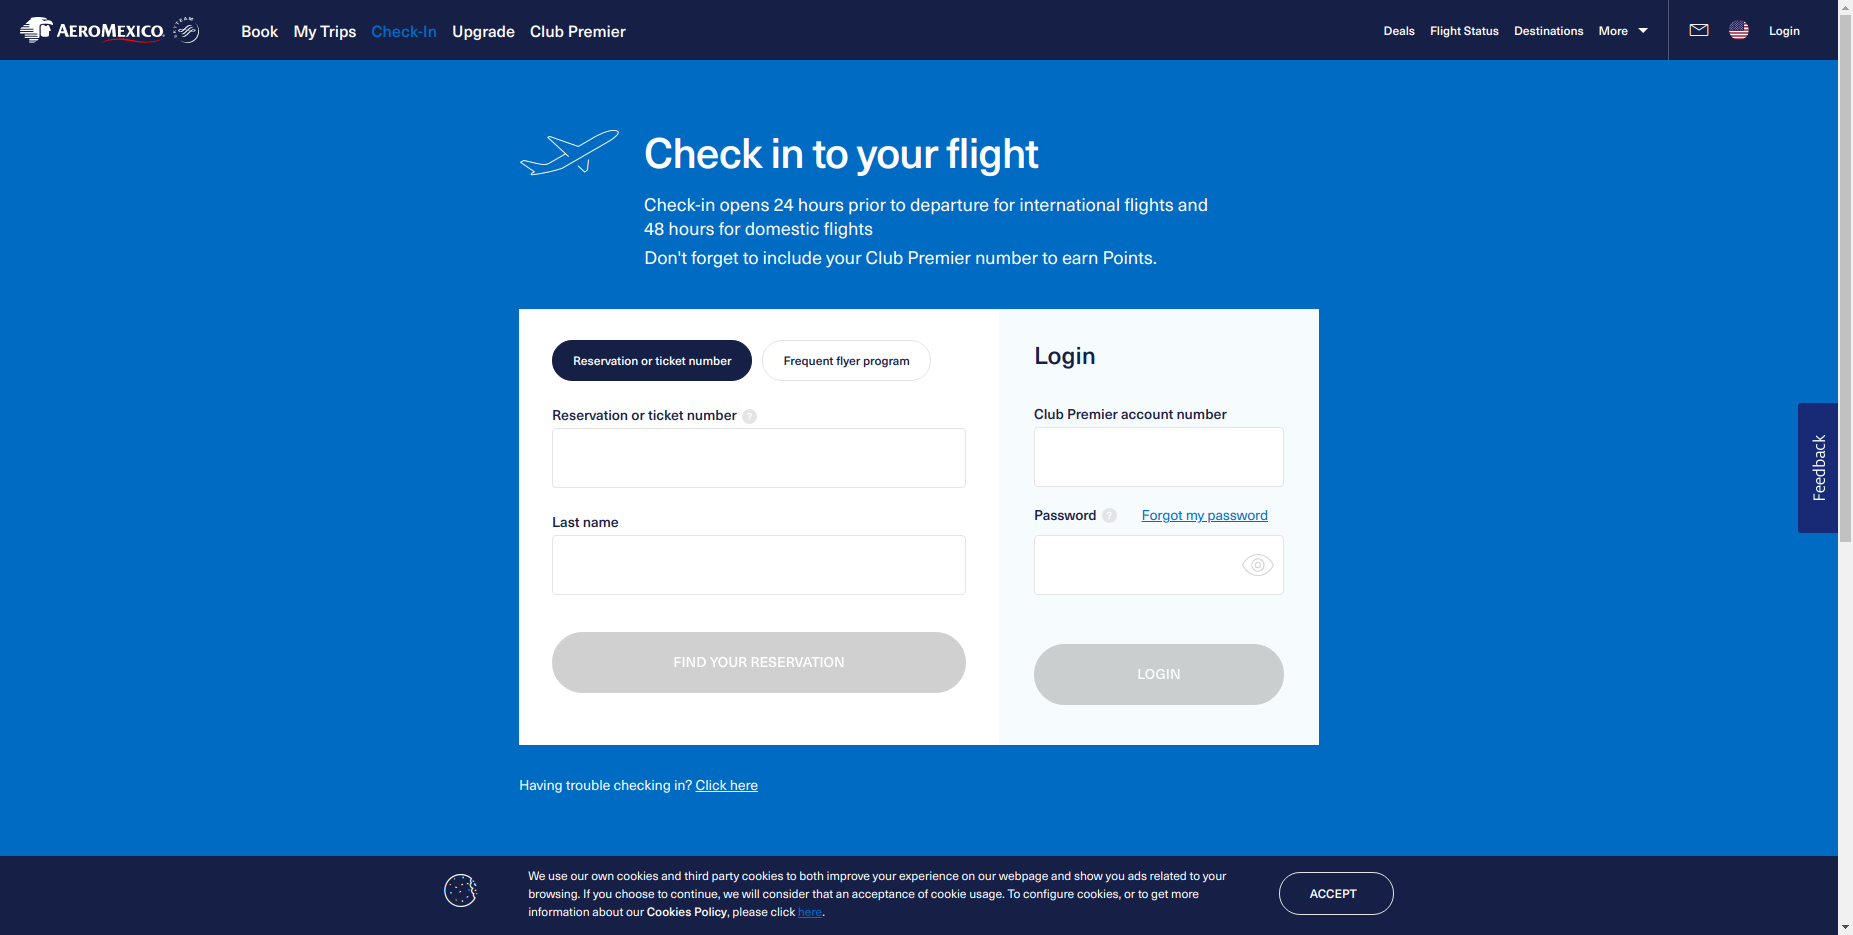 AEROMEXICO
SKYTEAM
Book
My Trips
Check-In
Upgrade
Club Premier
Deals
Flight Status
Destinations
More
Login
Check in to your flight
Check-in opens 24 hours prior to departure for international flights and
48 hours for domestic flights
Don't forget to include your Club Premier number to earn Points.
Reservation or ticket number
Frequent flyer program
Reservation or ticket number ?
Last name
FIND YOUR RESERVATION
Login
Club Premier account number
Password ?
Forgot my password
LOGIN
Feedback
Having trouble checking in? Click here
We use our own cookies and third party cookies to both improve your experience on our webpage and show you ads related to your
browsing. If you choose to continue, we will consider that an acceptance of cookie usage. To configure cookies, or to get more
information about our Cookies Policy, please click here.
ACCEPT